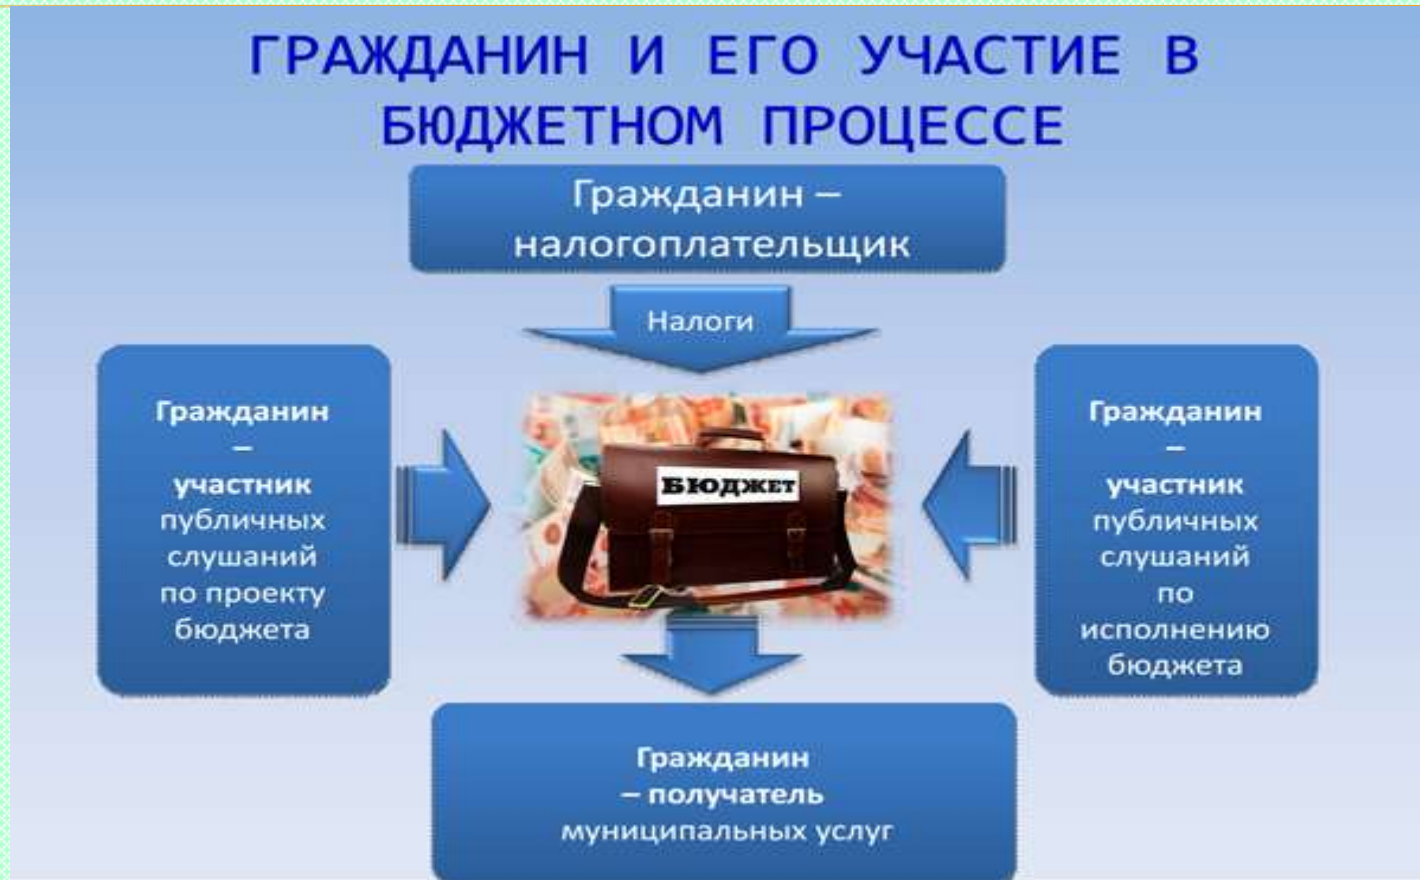 ГРАЖДАНИН И ЕГО УЧАСТИЕ В
БЮДЖЕТНОМ ПРОЦЕССЕ
Гражданин –
налогоплательщик
Налоги
Гражданин
–
участник
публичных
слушаний
по проекту
бюджета
БЮДЖЕТ
Гражданин
–
участник
публичных
слушаний
по
исполнению
бюджета
Гражданин
– получатель
муниципальных услуг